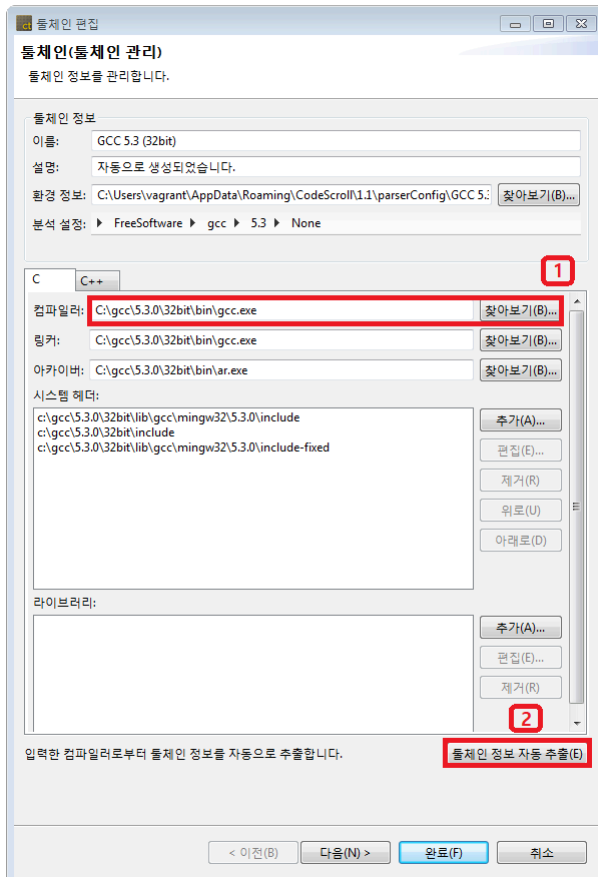 ct 툴체인 편집
툴체인(툴체인 관리)
툴체인 정보를 관리합니다.
툴체인 정보
이름: GCC 5.3 (32bit)
설명: 자동으로 생성되었습니다.
환경 정보: C:\Users\vagrant\AppData\Roaming\CodeScroll\1.1\parserConfig\GCC 5.3 찾아보기(B)...
분석 설정: FreeSoftware gcc 5.3 None
1
C C++
컴파일러: C:\gcc\5.3.0\32bit\bin\gcc.exe 찾아보기(B)...
링커: C:\gcc\5.3.0\32bit\bin\gcc.exe 찾아보기(B)...
아카이버: C:\gcc\5.3.0\32bit\bin\ar.exe 찾아보기(B)...
시스템 헤더:
c:\gcc\5.3.0\32bit\lib\gcc\mingw32\5.3.0\include 추가(A)...
c:\gcc\5.3.0\32bit\include
c:\gcc\5.3.0\32bit\lib\gcc\mingw32\5.3.0\include-fixed 편집(E)...
제거(R)
위로(U)
아래로(D)
라이브러리:
추가(A)...
편집(E)...
제거(R)
2
입력한 컴파일러로부터 툴체인 정보를 자동으로 추출합니다. 툴체인 정보 자동 추출(E)
< 이전(B) 다음(N) > 완료(F) 취소